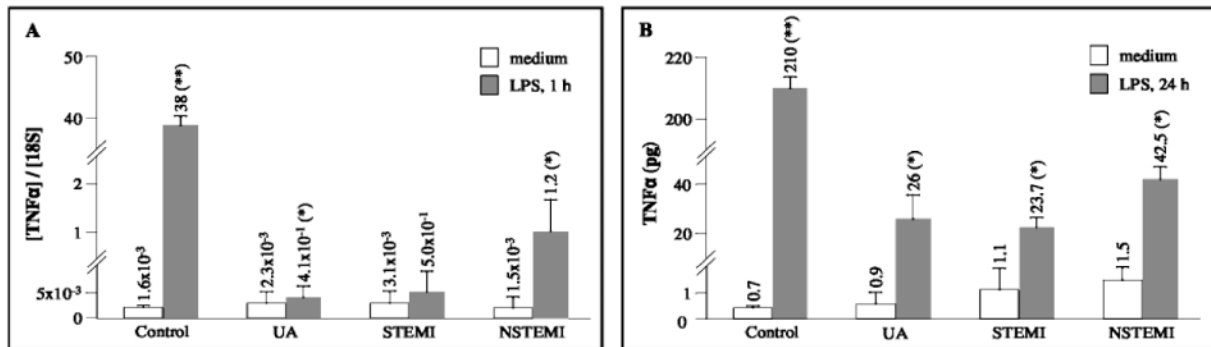 A
medium
LPS, 1 h
[TNFα] / [18S]
50
40
2
1
5x10⁻³
0
1.6x10⁻³
38 (**)
2.3x10⁻³
4.1x10⁻¹ (*)
3.1x10⁻³
5.0x10⁻¹
1.5x10⁻³
1.2 (*)
Control UA STEMI NSTEMI
B
medium
LPS, 24 h
TNFα (pg)
220
200
40
20
1
0
0.7
210 (**)
0.9
26 (*)
1.1
23.7 (*)
1.5
42.5 (*)
Control UA STEMI NSTEMI